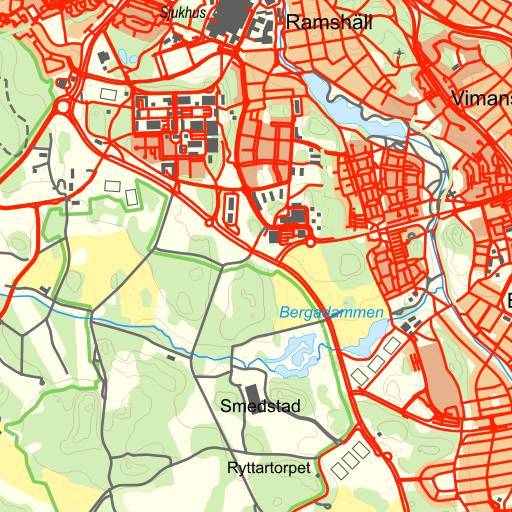 Sjukhus
Ramshäll
Vimans
Bergadammen
Smedstad
Ryttartorpet